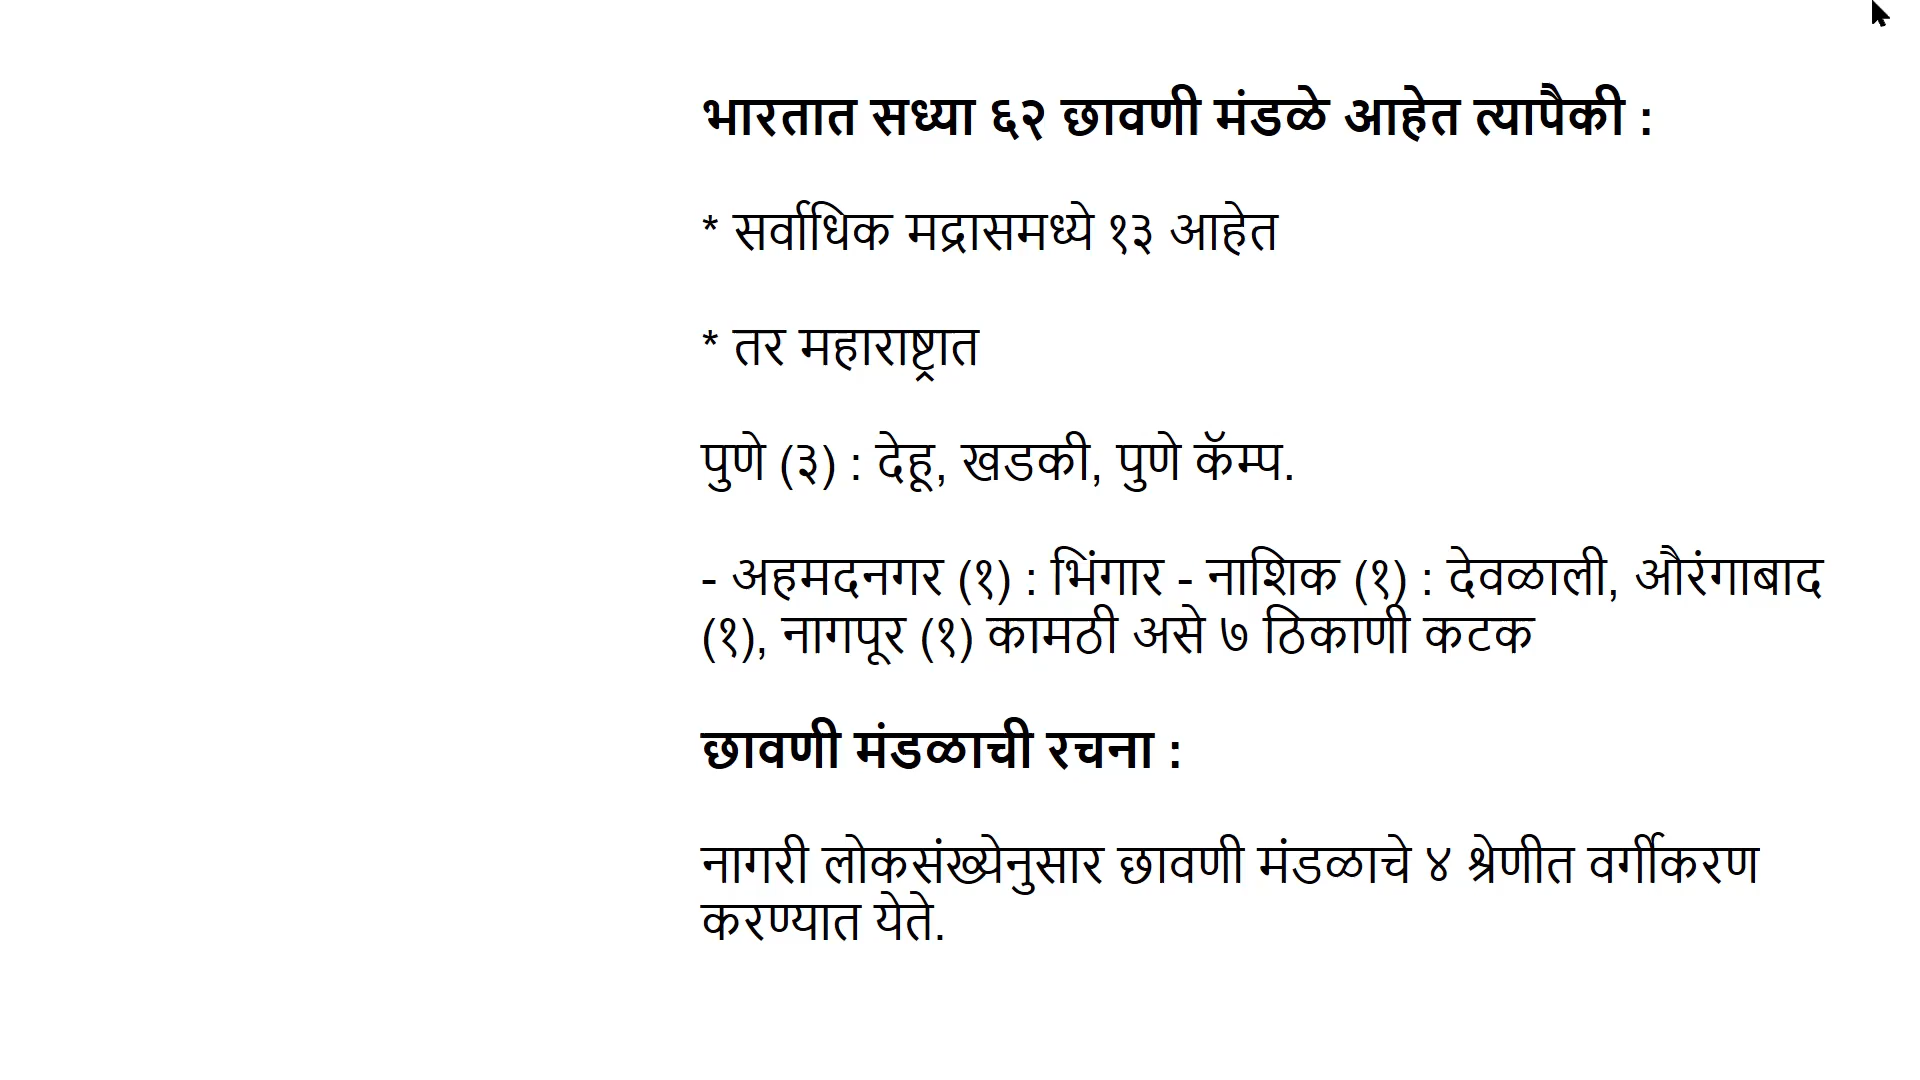 भारतात सध्या ६२ छावणी मंडळे आहेत त्यापैकी :
* सर्वाधिक मद्रासमध्ये १३ आहेत
* तर महाराष्ट्रात
पुणे (३) : देहू, खडकी, पुणे कॅम्प.
- अहमदनगर (१) : भिंगार - नाशिक (१) : देवळाली, औरंगाबाद
(१), नागपूर (१) कामठी असे ७ ठिकाणी कटक
छावणी मंडळाची रचना :
नागरी लोकसंख्येनुसार छावणी मंडळाचे ४ श्रेणीत वर्गीकरण
करण्यात येते.